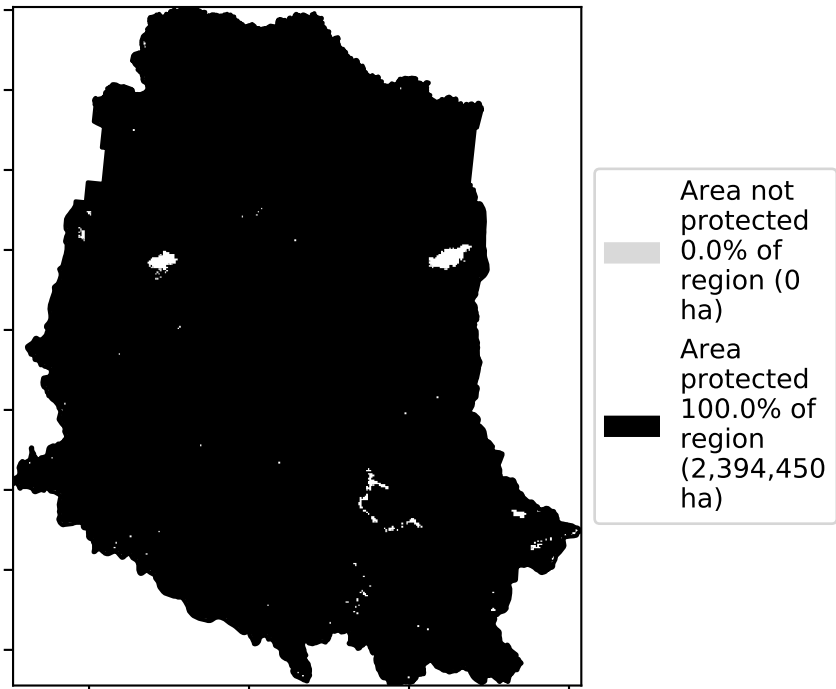 Area not
protected
0.0% of
region (0
ha)
Area
protected
100.0% of
region
(2,394,450
ha)